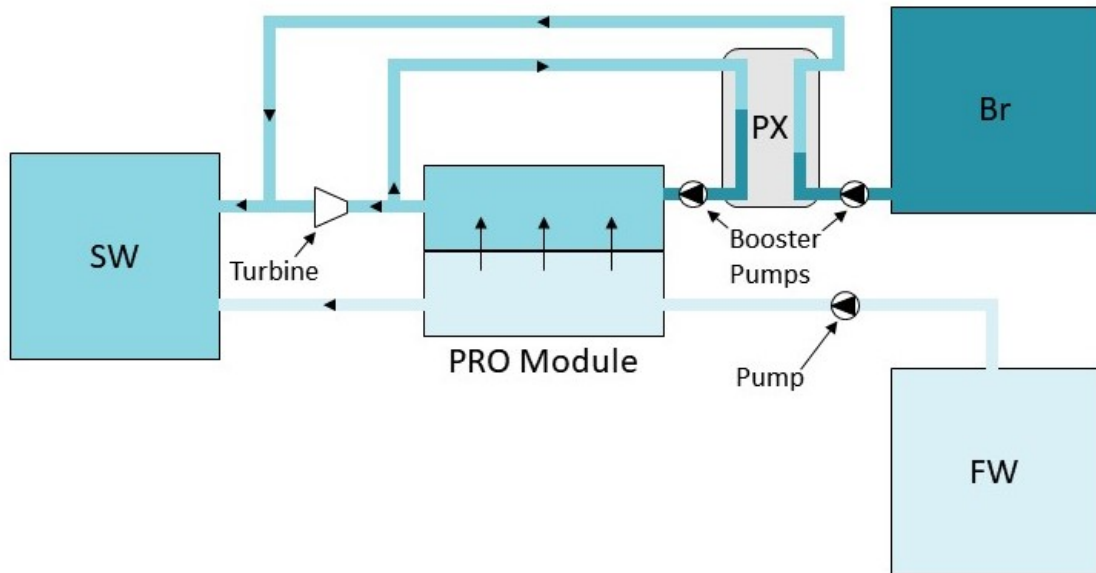 PX
Br
SW
Turbine
Booster
Pumps
PRO Module
Pump
FW